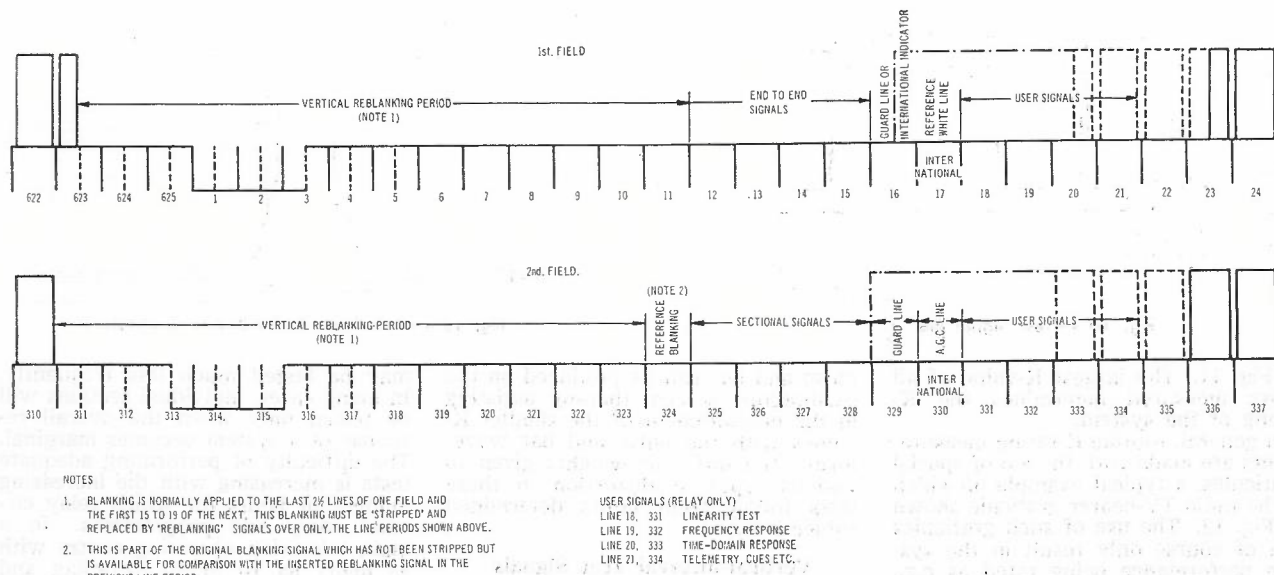 1st. FIELD
VERTICAL REBLANKING PERIOD
(NOTE 1)
END TO END
SIGNALS
GUARD LINE OR
INTERNATIONAL INDICATOR
REFERENCE
WHITE LINE
USER SIGNALS
INTER
NATIONAL
622 623 624 625 1 2 3 4 5 6 7 8 9 10 11 12 13 14 15 16 17 18 19 20 21 22 23 24
2nd. FIELD.
VERTICAL REBLANKING-PERIOD
(NOTE 1)
(NOTE 2)
REFERENCE
BLANKING
SECTIONAL SIGNALS
GUARD LINE
A.G.C. LINE
USER SIGNALS
INTER
NATIONAL
310 311 312 313 314 315 316 317 318 319 320 321 322 323 324 325 326 327 328 329 330 331 332 333 334 335 336 337
NOTES
1. BLANKING IS NORMALLY APPLIED TO THE LAST 2½ LINES OF ONE FIELD AND
THE FIRST 15 TO 19 OF THE NEXT, THIS BLANKING MUST BE 'STRIPPED' AND
REPLACED BY 'REBLANKING' SIGNALS OVER ONLY, THE LINE PERIODS SHOWN ABOVE.
2. THIS IS PART OF THE ORIGINAL BLANKING SIGNAL WHICH HAS NOT BEEN STRIPPED BUT
IS AVAILABLE FOR COMPARISON WITH THE INSERTED REBLANKING SIGNAL IN THE
PREVIOUS LINE PERIOD
USER SIGNALS (RELAY ONLY)
LINE 18, 331 LINEARITY TEST
LINE 19, 332 FREQUENCY RESPONSE
LINE 20, 333 TIME-DOMAIN RESPONSE
LINE 21, 334 TELEMETRY, CUES ETC.